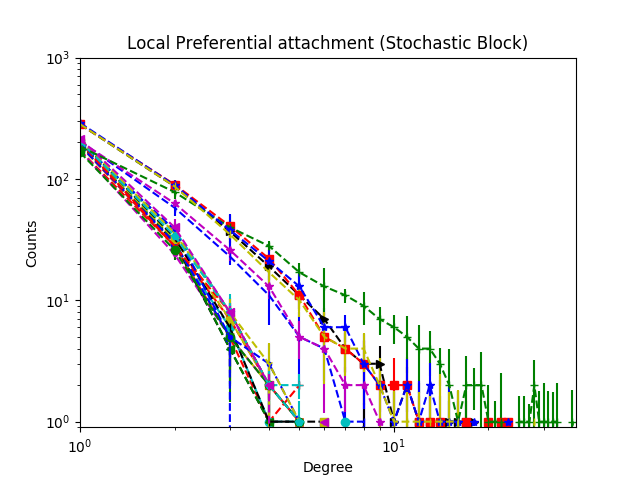 Local Preferential attachment (Stochastic Block)
10³
10²
10¹
10⁰
Counts
10⁰
10¹
Degree